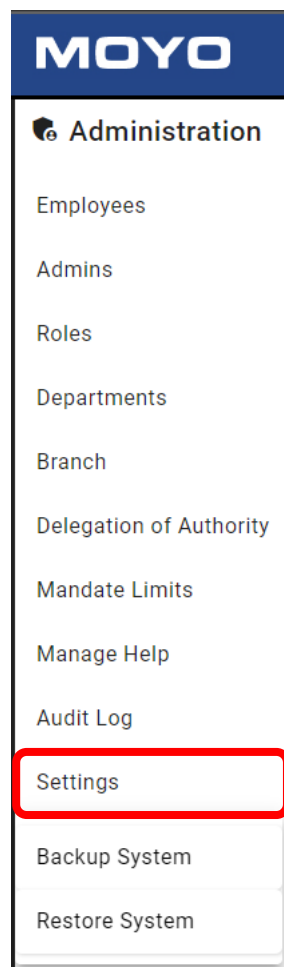 MOYO
Administration
Employees
Admins
Roles
Departments
Branch
Delegation of Authority
Mandate Limits
Manage Help
Audit Log
Settings
Backup System
Restore System